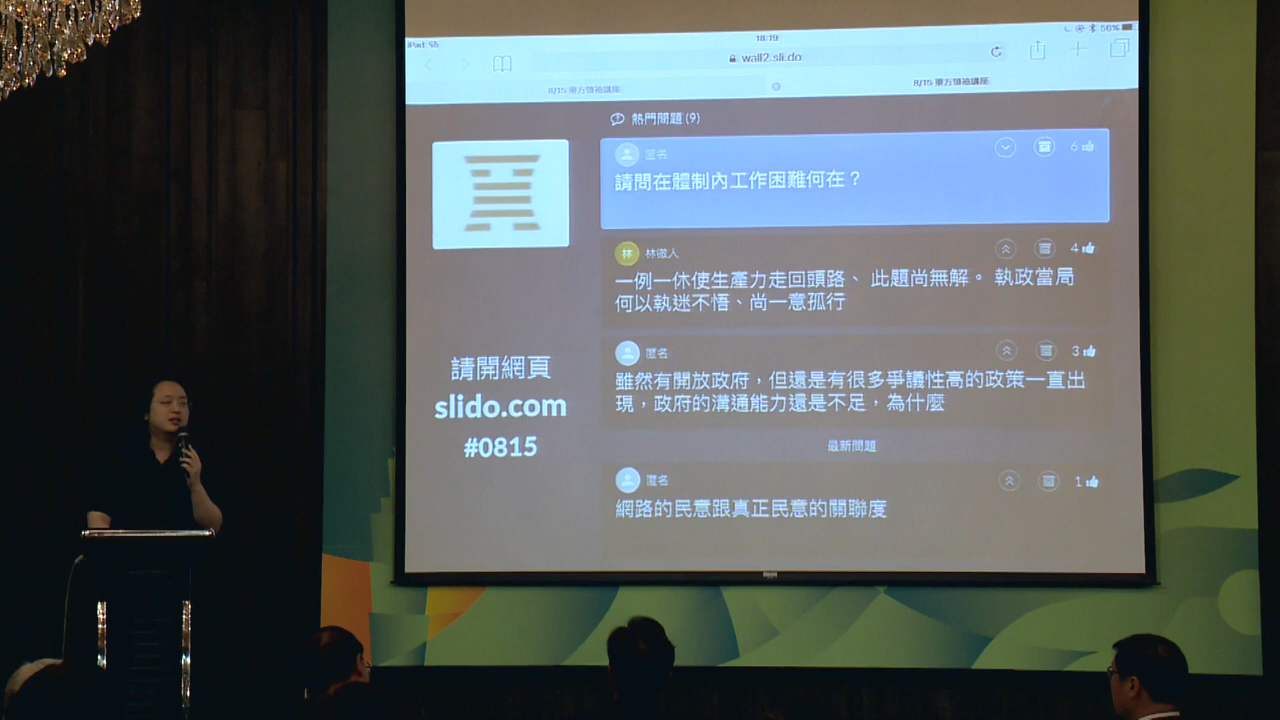 iPad
18:19
56%
wall2.sli.do
8/15 東方領袖講座
8/15 東方領袖講座
熱門問題 (9)
匿名
6
請問在體制內工作困難何在？
林
林徵人
4
一例一休使生產力走回頭路、 此題尚無解。 執政當局
何以執迷不悟、尚一意孤行
匿名
3
雖然有開放政府，但還是有很多爭議性高的政策一直出
現，政府的溝通能力還是不足，為什麼
最新問題
匿名
1
網路的民意跟真正民意的關聯度
請開網頁
slido.com
#0815